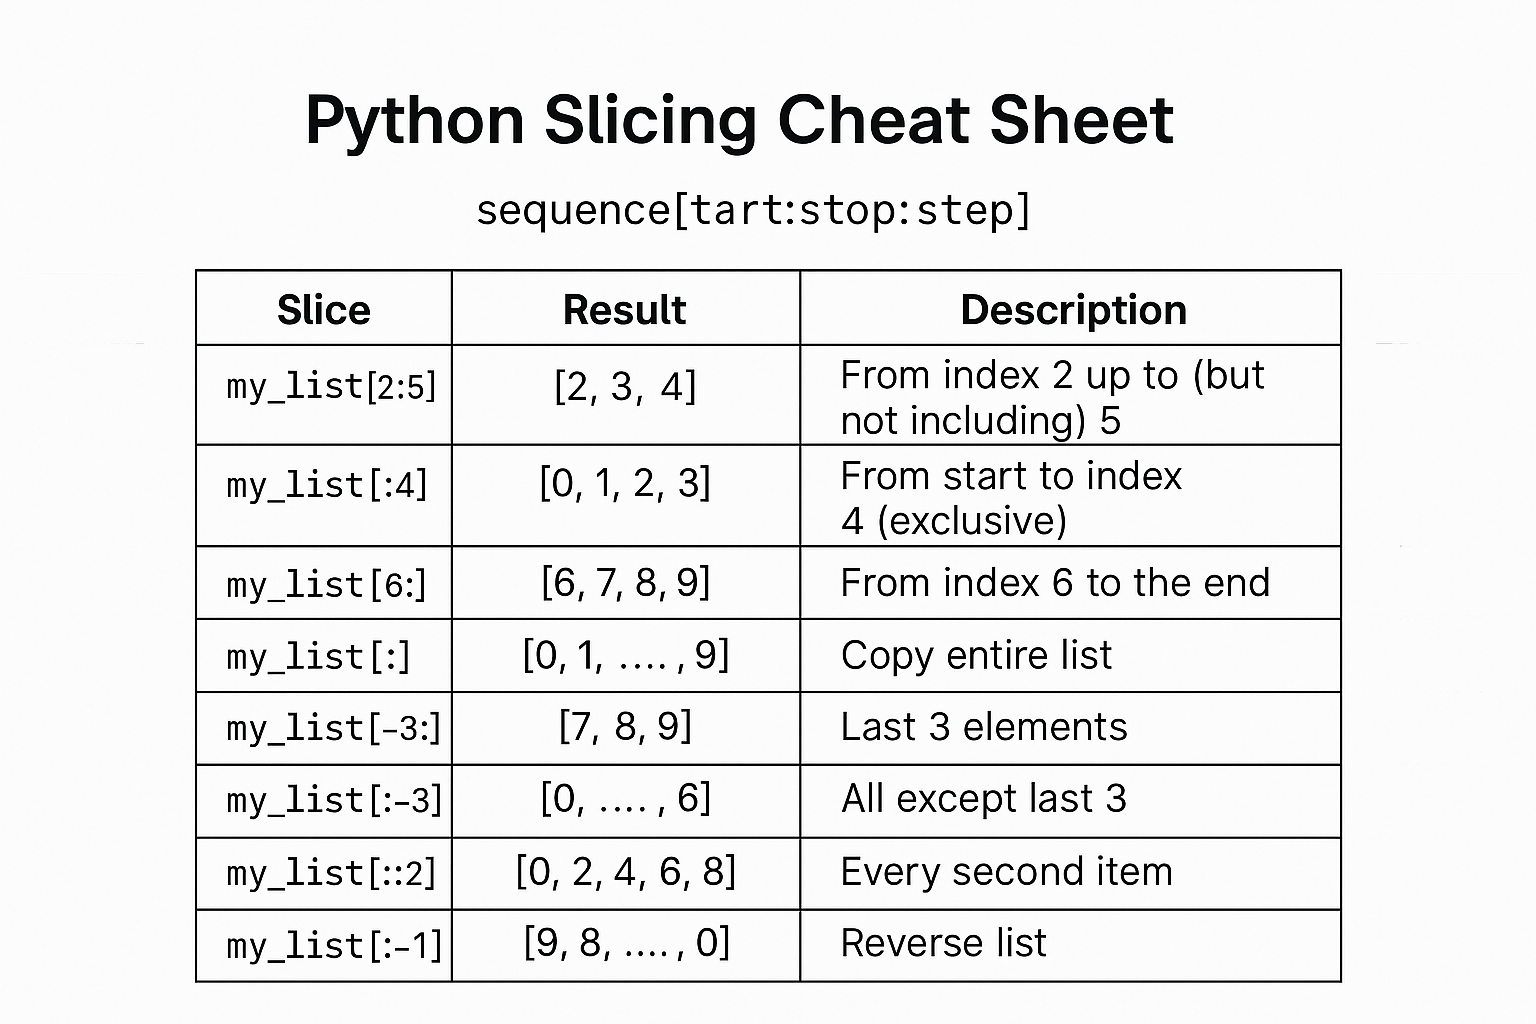 Python Slicing Cheat Sheet
sequence[tart:stop:step]
Slice Result Description
my_list[2:5] [2, 3, 4] From index 2 up to (but
not including) 5
my_list[:4] [0, 1, 2, 3] From start to index
4 (exclusive)
my_list[6:] [6, 7, 8, 9] From index 6 to the end
my_list[:] [0, 1, ...., 9] Copy entire list
my_list[-3:] [7, 8, 9] Last 3 elements
my_list[:-3] [0, ...., 6] All except last 3
my_list[::2] [0, 2, 4, 6, 8] Every second item
my_list[:-1] [9, 8, ...., 0] Reverse list